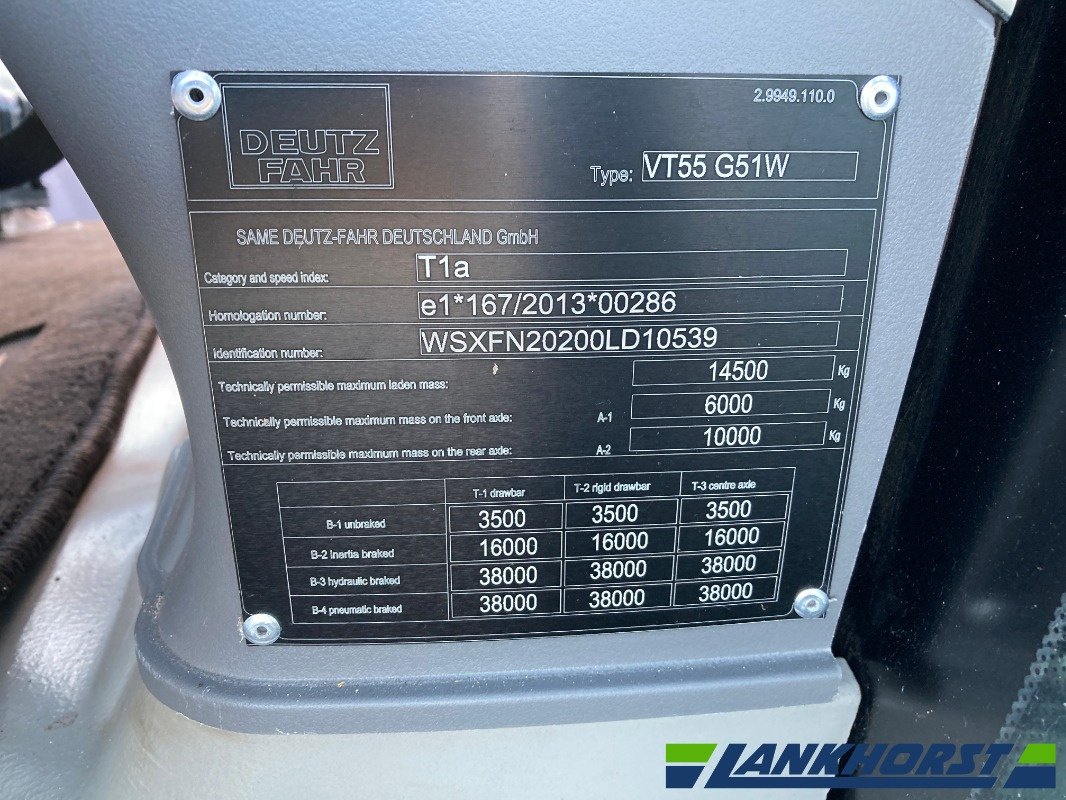 2.9949.110.0
DEUTZ
FAHR
Type: VT55 G51W
SAME DEUTZ-FAHR DEUTSCHLAND GmbH
Category and speed index: T1a
Homologation number: e1*167/2013*00286
Identification number: WSXFN20200LD10539
Technically permissible maximum laden mass: 14500 Kg
Technically permissible maximum mass on the front axle: A-1 6000 Kg
Technically permissible maximum mass on the rear axle: A-2 10000 Kg
T-1 drawbar T-2 rigid drawbar T-3 centre axle
B-1 unbraked 3500 3500 3500
B-2 inertia braked 16000 16000 16000
B-3 hydraulic braked 38000 38000 38000
B-4 pneumatic braked 38000 38000 38000
LANKHORST